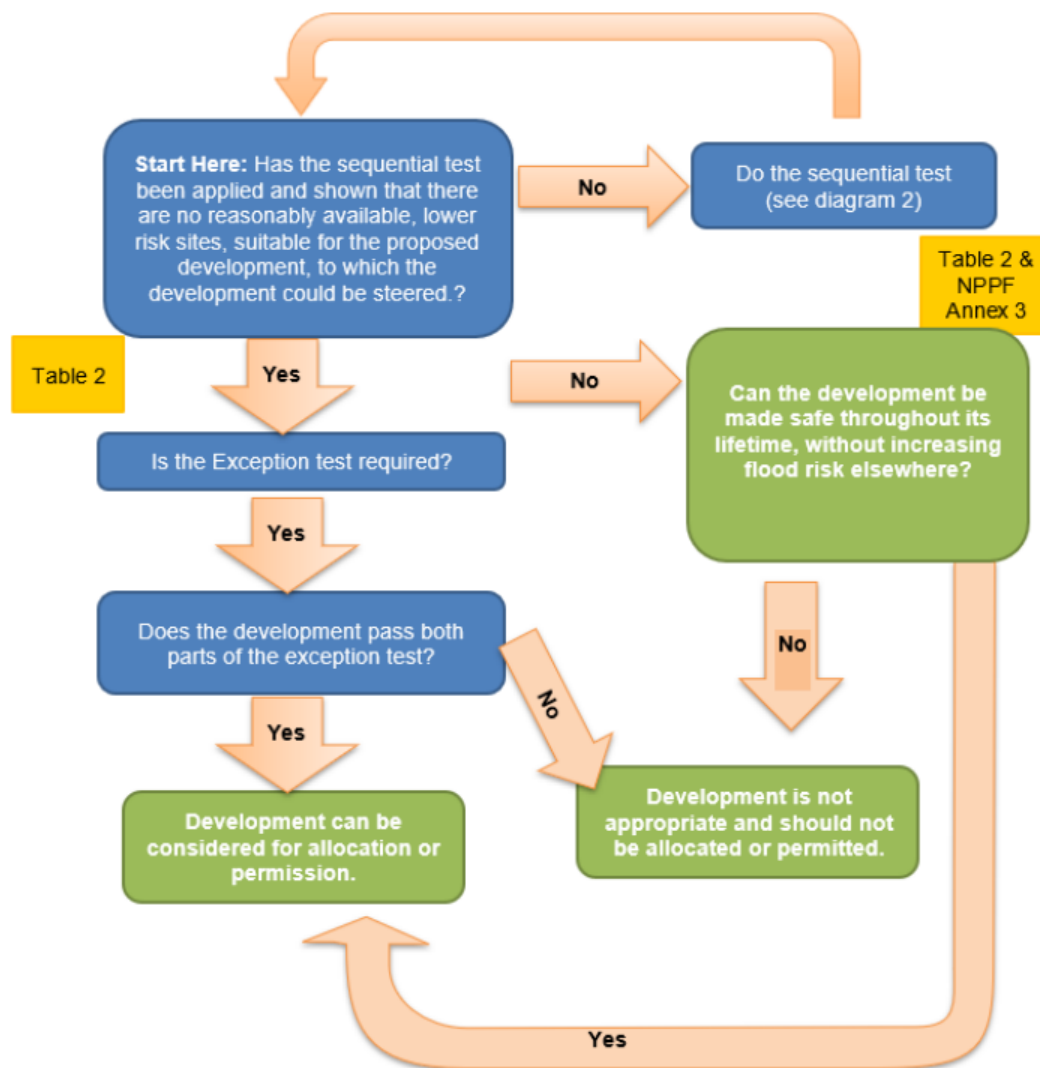 Start Here: Has the sequential test
been applied and shown that there
are no reasonably available, lower
risk sites, suitable for the proposed
development, to which the
development could be steered.?
No
Do the sequential test
(see diagram 2)
Table 2 &
NPPF
Annex 3
Table 2
Yes
No
Can the development be
made safe throughout its
lifetime, without increasing
flood risk elsewhere?
Is the Exception test required?
Yes
Does the development pass both
parts of the exception test?
No
No
Yes
Development can be
considered for allocation or
permission.
Development is not
appropriate and should not
be allocated or permitted.
Yes